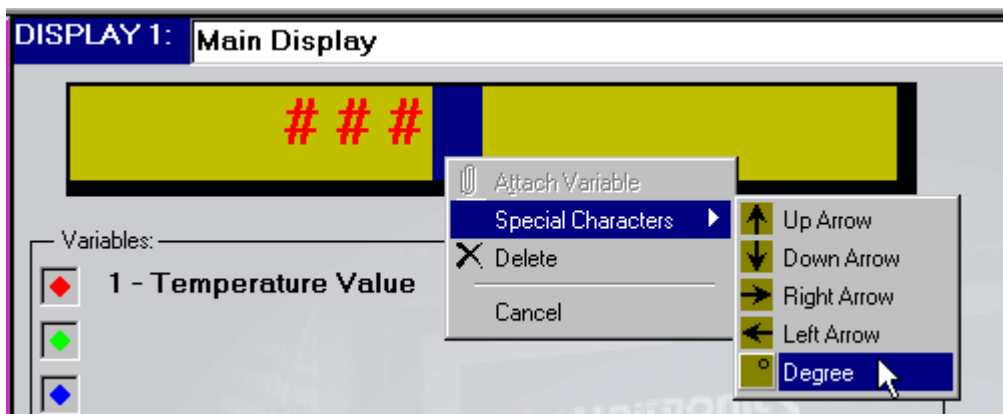 DISPLAY 1: Main Display
# # #
Attach Variable
Special Characters
Delete
Cancel
Up Arrow
Down Arrow
Right Arrow
Left Arrow
Degree
Variables:
1 - Temperature Value